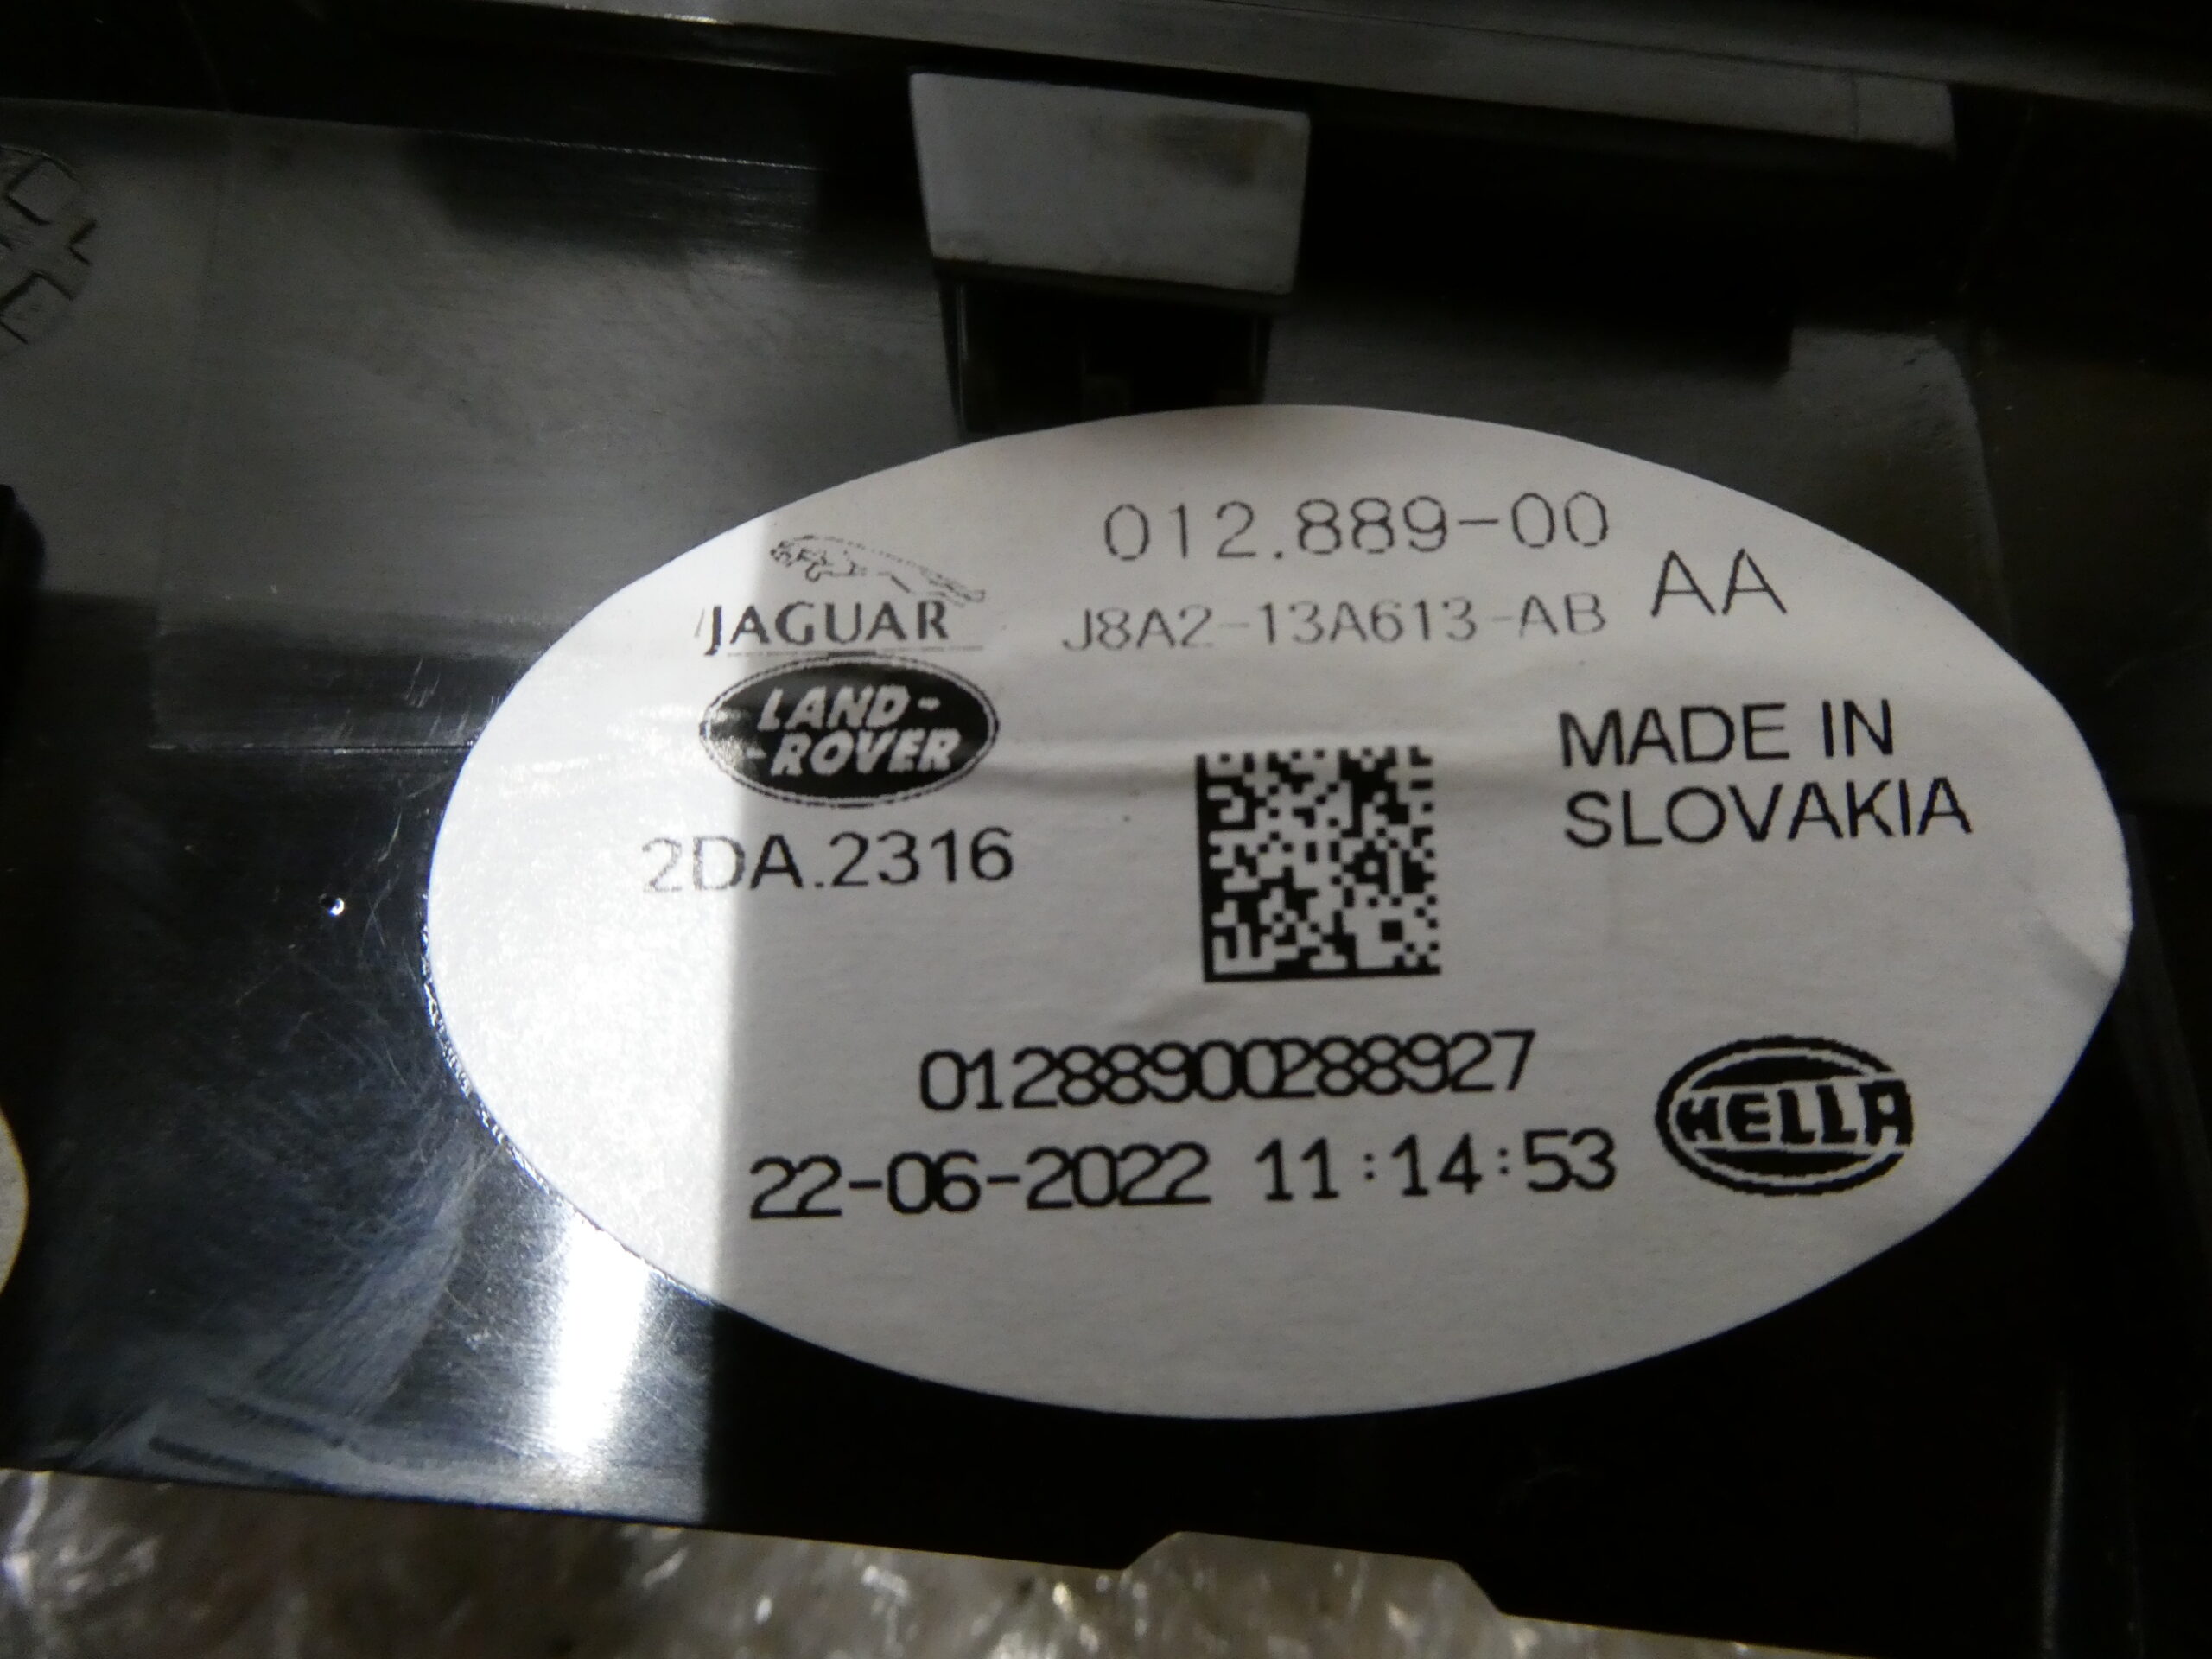 012.889-00
JAGUAR
J8A2-13A613-AB AA
LAND-
-ROVER
MADE IN
SLOVAKIA
2DA.2316
01288900288927
HELLA
22-06-2022 11:14:53